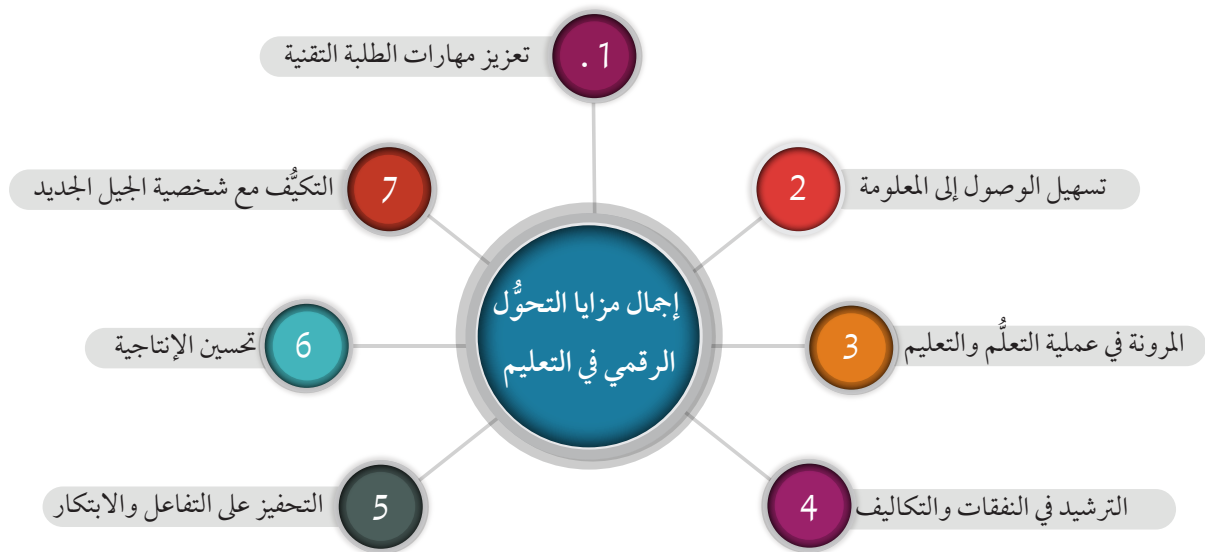 إجمال مزايا التحوُّل
الرقمي في التعليم
1.
تعزيز مهارات الطلبة التقنية
2
تسهيل الوصول إلى المعلومة
3
المرونة في عملية التعلُّم والتعليم
4
الترشيد في النفقات والتكاليف
5
التحفيز على التفاعل والابتكار
6
تحسين الإنتاجية
7
التكيُّف مع شخصية الجيل الجديد